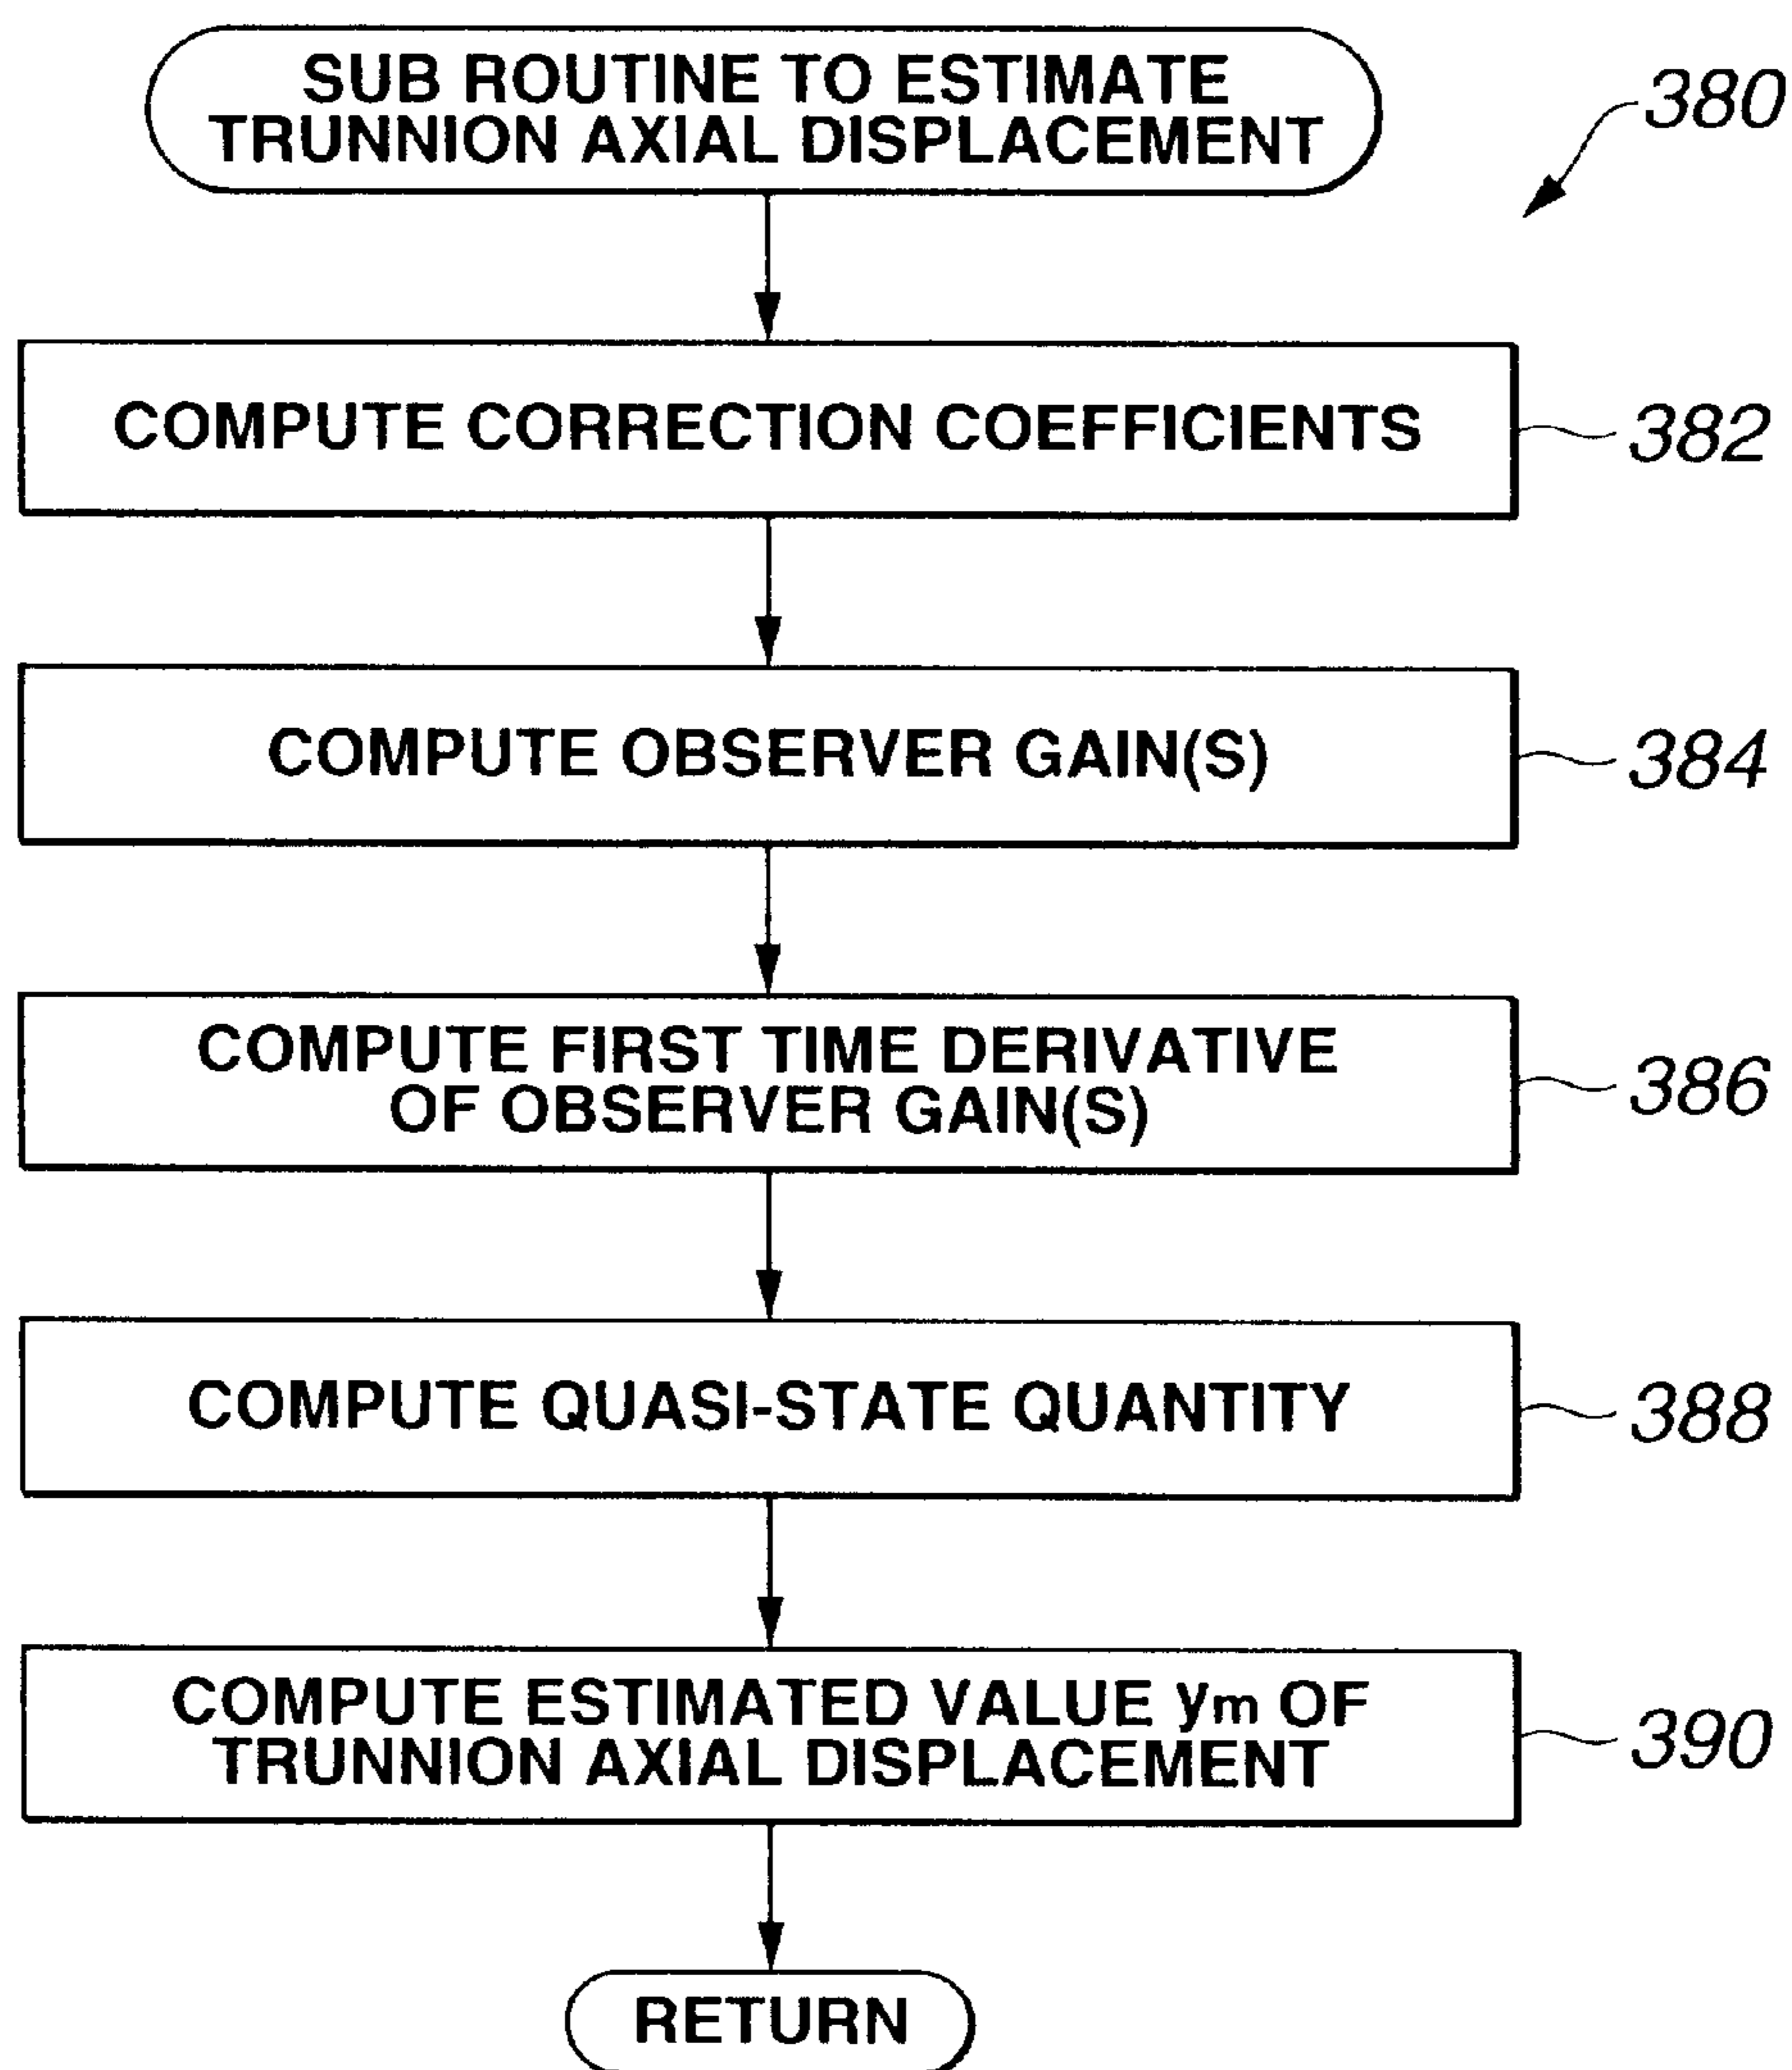 SUB ROUTINE TO ESTIMATE
TRUNNION AXIAL DISPLACEMENT
380
COMPUTE CORRECTION COEFFICIENTS
382
COMPUTE OBSERVER GAIN(S)
384
COMPUTE FIRST TIME DERIVATIVE
OF OBSERVER GAIN(S)
386
COMPUTE QUASI-STATE QUANTITY
388
COMPUTE ESTIMATED VALUE ym OF
TRUNNION AXIAL DISPLACEMENT
390
RETURN